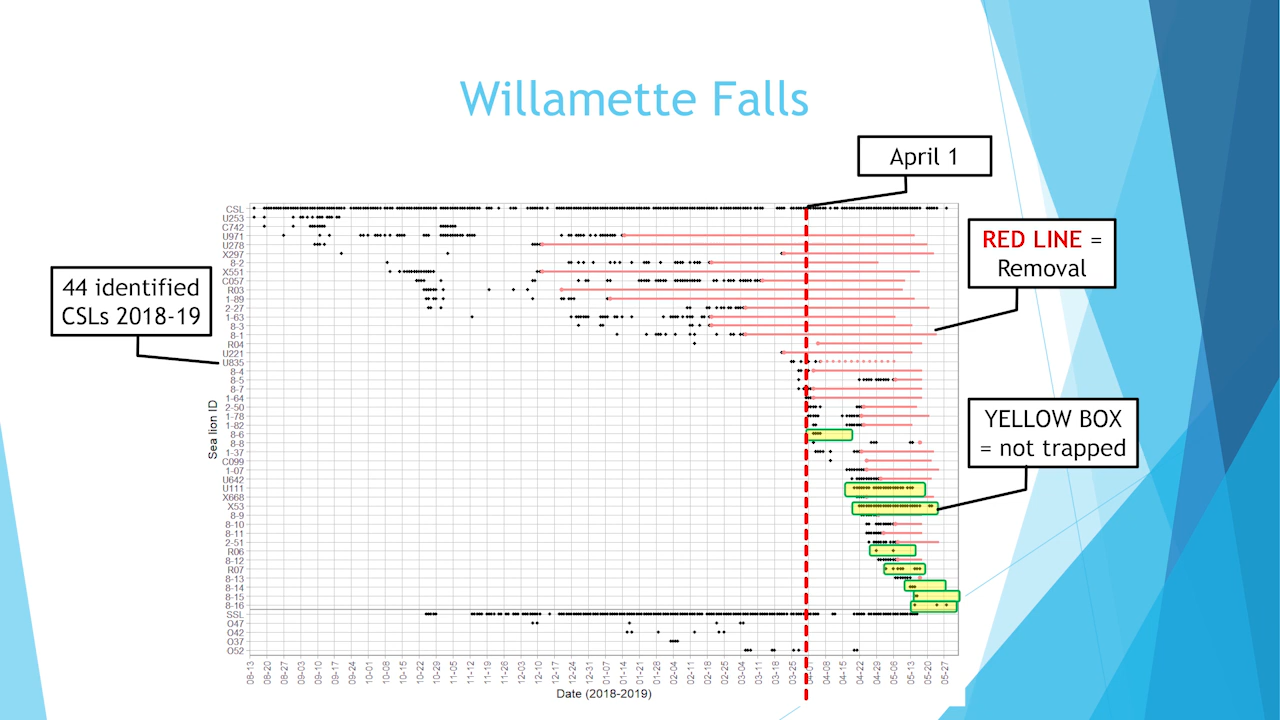 Willamette Falls
April 1
RED LINE =
Removal
44 identified
CSLs 2018-19
YELLOW BOX
= not trapped
Sea lion ID
CSL
U253
C742
U971
U278
X297
8-2
X551
C057
R03
1-89
2-27
1-63
8-3
8-1
R04
U221
U835
8-4
8-5
8-7
1-64
2-50
1-78
1-82
8-6
8-8
1-37
C099
1-07
U642
U111
X668
X53
8-9
8-10
8-11
2-51
R06
8-12
R07
8-13
8-14
8-15
8-16
SSL
O47
O42
O37
O52
08-13
08-20
08-27
09-03
09-10
09-17
09-24
10-01
10-08
10-15
10-22
10-29
11-05
11-12
11-19
11-26
12-03
12-10
12-17
12-24
12-31
01-07
01-14
01-21
01-28
02-04
02-11
02-18
02-25
03-04
03-11
03-18
03-25
04-01
04-08
04-15
04-22
04-29
05-06
05-13
05-20
05-27
Date (2018-2019)